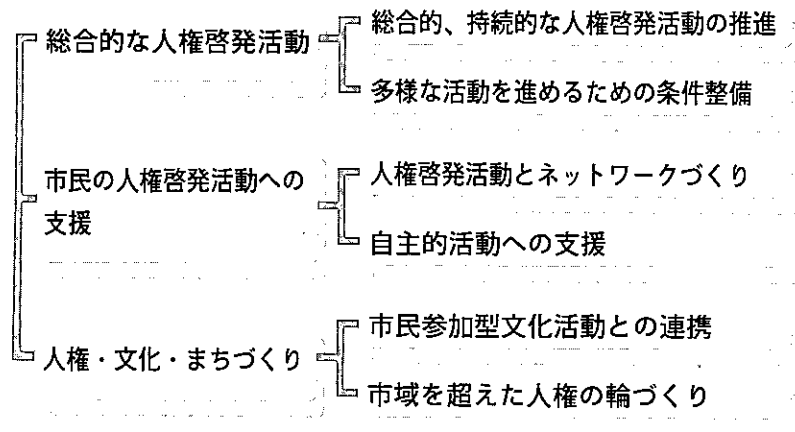 総合的な人権啓発活動
総合的、持続的な人権啓発活動の推進
多様な活動を進めるための条件整備
市民の人権啓発活動への
支援
人権啓発活動とネットワークづくり
自主的活動への支援
人権・文化・まちづくり
市民参加型文化活動との連携
市域を超えた人権の輪づくり